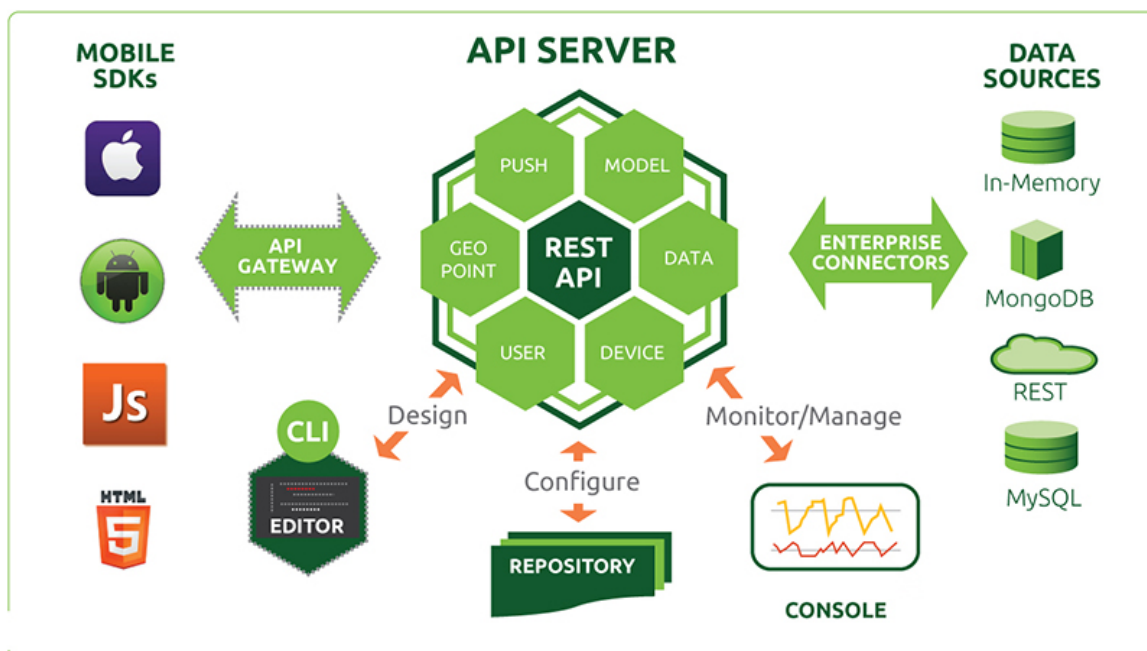 MOBILE
SDKs
API SERVER
DATA
SOURCES
PUSH
MODEL
GEO
POINT
REST
API
DATA
USER
DEVICE
API
GATEWAY
ENTERPRISE
CONNECTORS
In-Memory
MongoDB
REST
MySQL
Js
HTML
5
CLI
EDITOR
Design
Configure
Monitor/Manage
REPOSITORY
CONSOLE